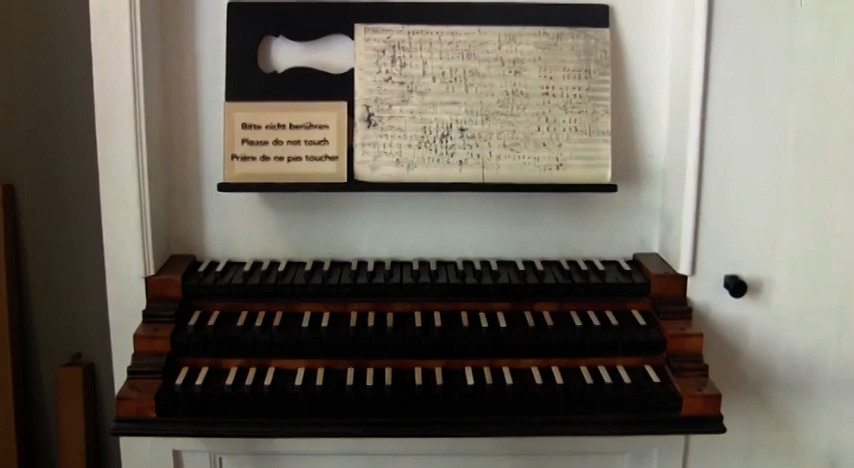 Bitte nicht berühren
Please do not touch
Prière de ne pas toucher